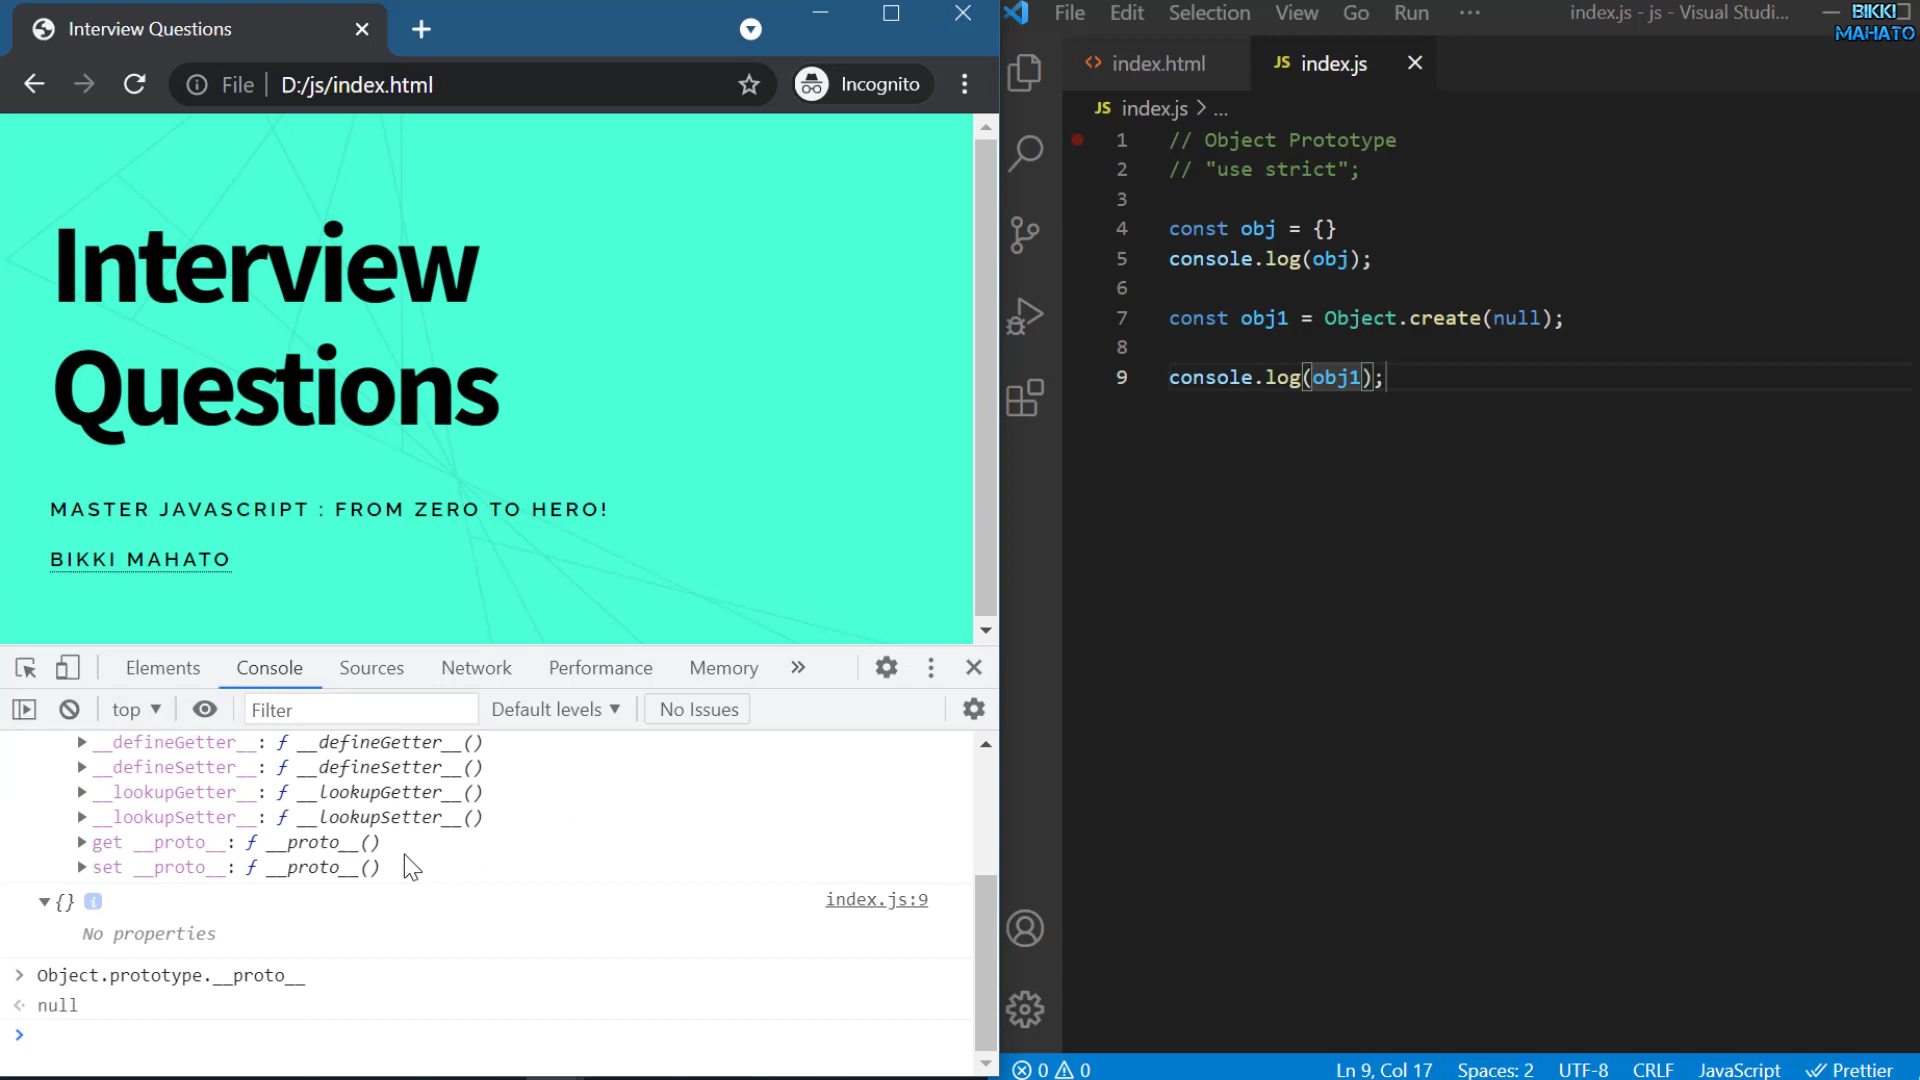 Interview Questions
File D:/js/index.html
Incognito
Interview
Questions
MASTER JAVASCRIPT : FROM ZERO TO HERO!
BIKKI MAHATO
Elements Console Sources Network Performance Memory
top Filter Default levels No Issues
__defineGetter__: ƒ __defineGetter__()
__defineSetter__: ƒ __defineSetter__()
__lookupGetter__: ƒ __lookupGetter__()
__lookupSetter__: ƒ __lookupSetter__()
get __proto__: ƒ __proto__()
set __proto__: ƒ __proto__()
{} i index.js:9
No properties
> Object.prototype.__proto__
null
File Edit Selection View Go Run ··· index.js - js - Visual Studi...
BIKKI
MAHATO
index.html JS index.js
JS index.js > ...
1 // Object Prototype
2 // "use strict";
3
4 const obj = {}
5 console.log(obj);
6
7 const obj1 = Object.create(null);
8
9 console.log(obj1);
0 0 Ln 9, Col 17 Spaces: 2 UTF-8 CRLF JavaScript Prettier